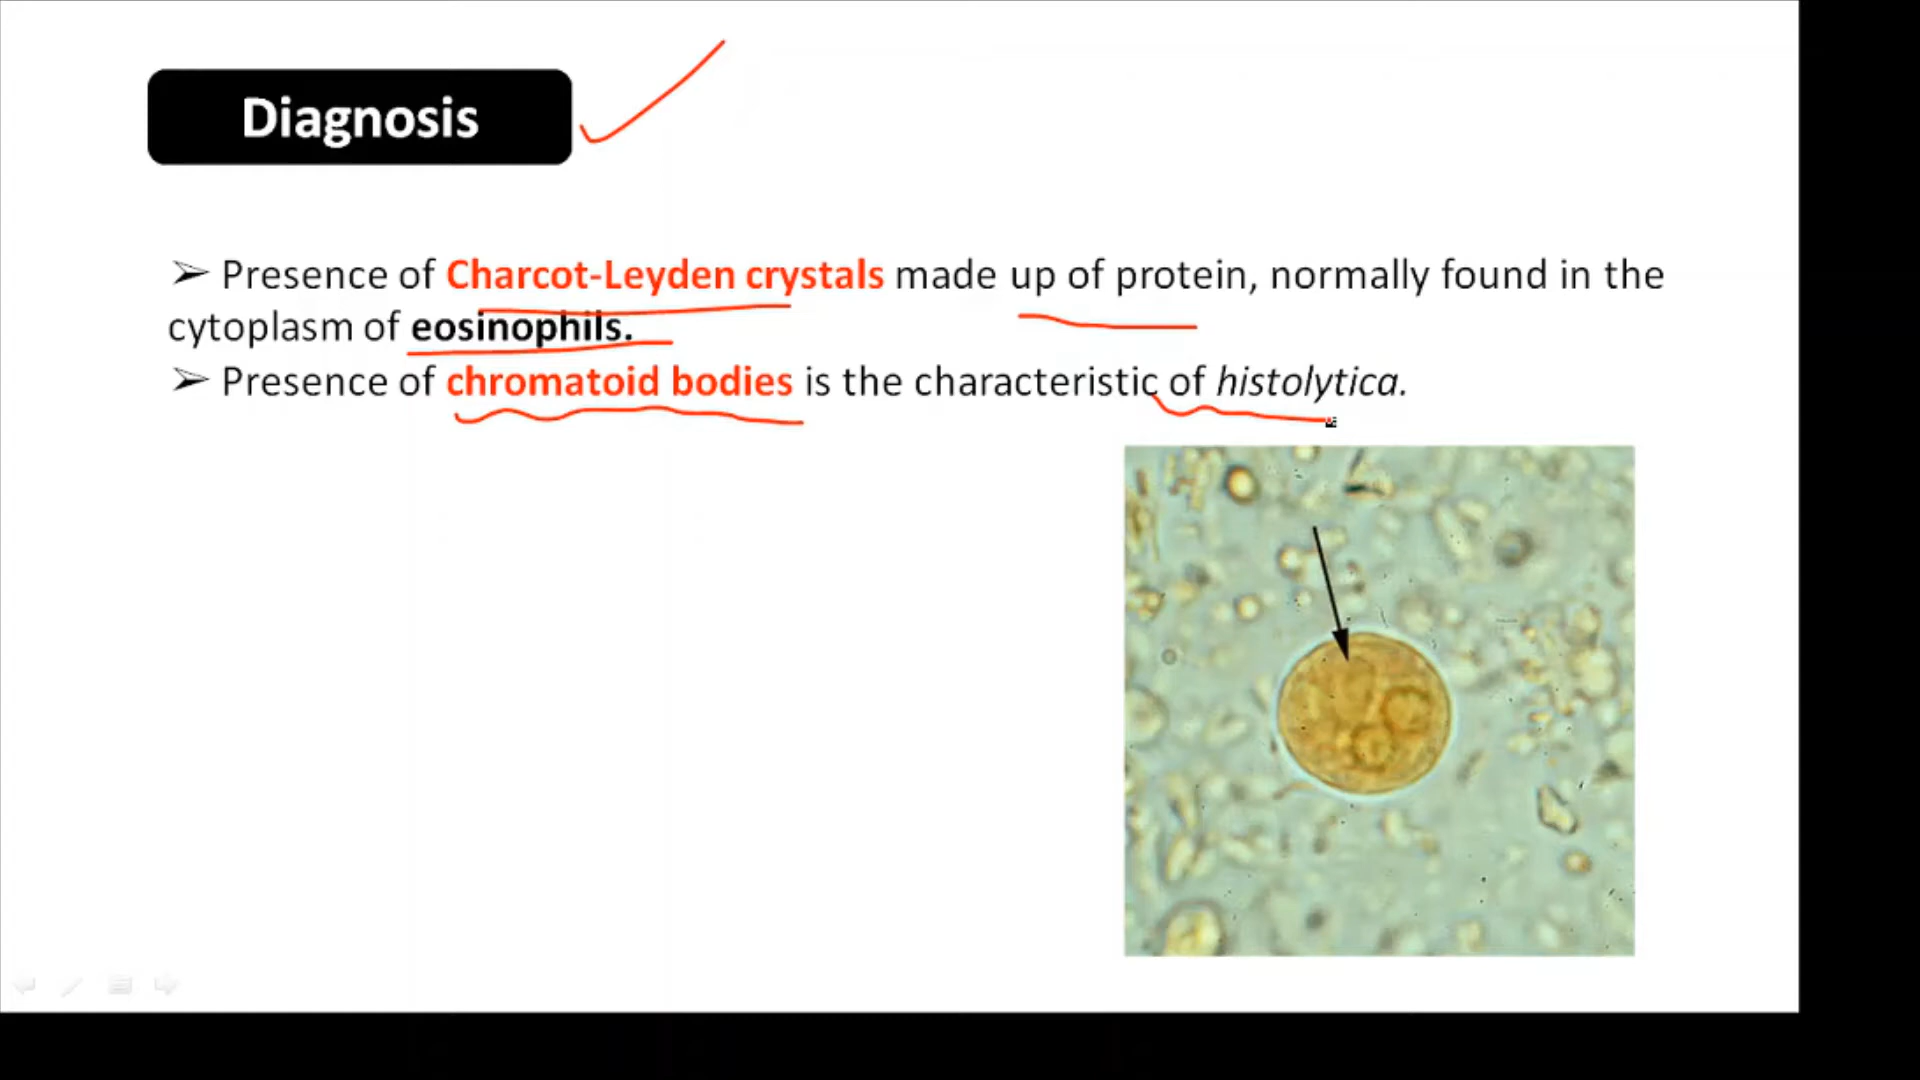 Diagnosis
➢ Presence of Charcot-Leyden crystals made up of protein, normally found in the
cytoplasm of eosinophils.
➢ Presence of chromatoid bodies is the characteristic of histolytica.